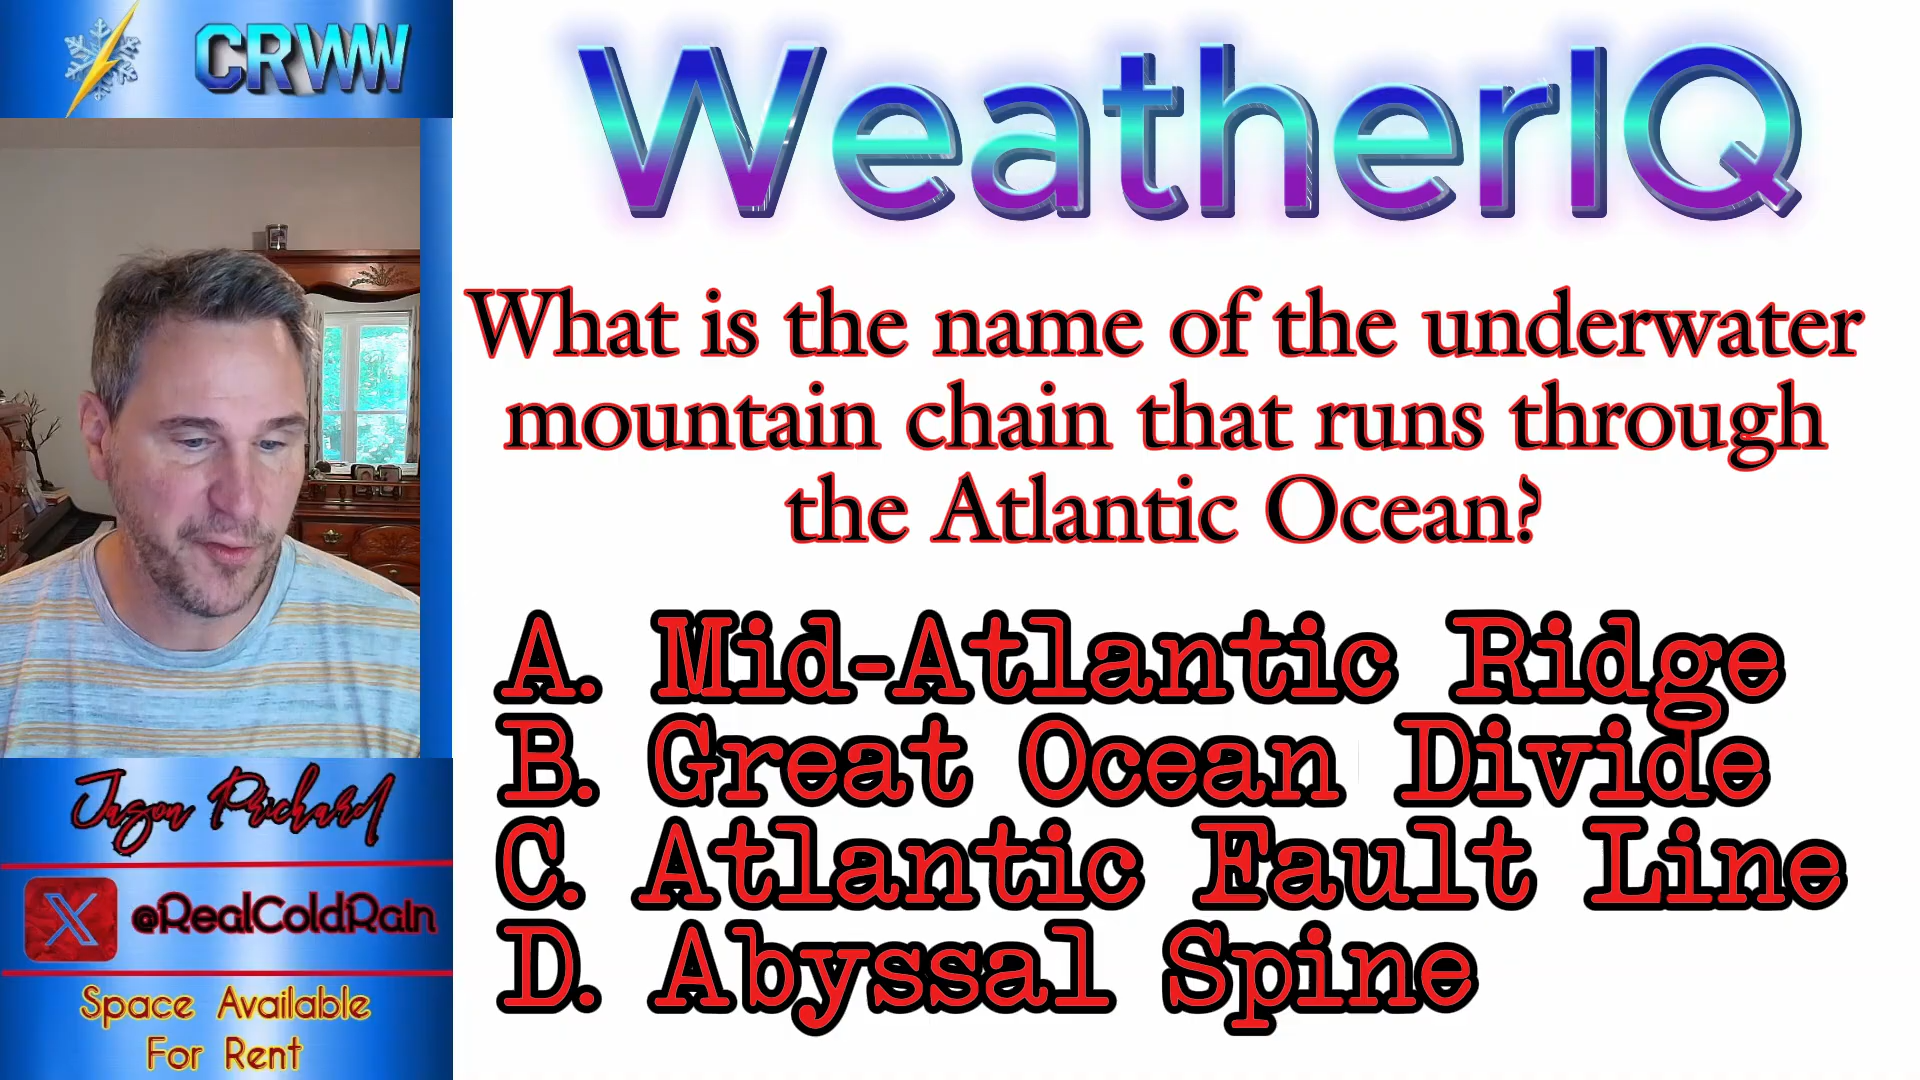 CRWW
WeatherIQ
What is the name of the underwater
mountain chain that runs through
the Atlantic Ocean?
A. Mid-Atlantic Ridge
B. Great Ocean Divide
C. Atlantic Fault Line
D. Abyssal Spine
Jason Prichard
X @RealColdRain
Space Available
For Rent